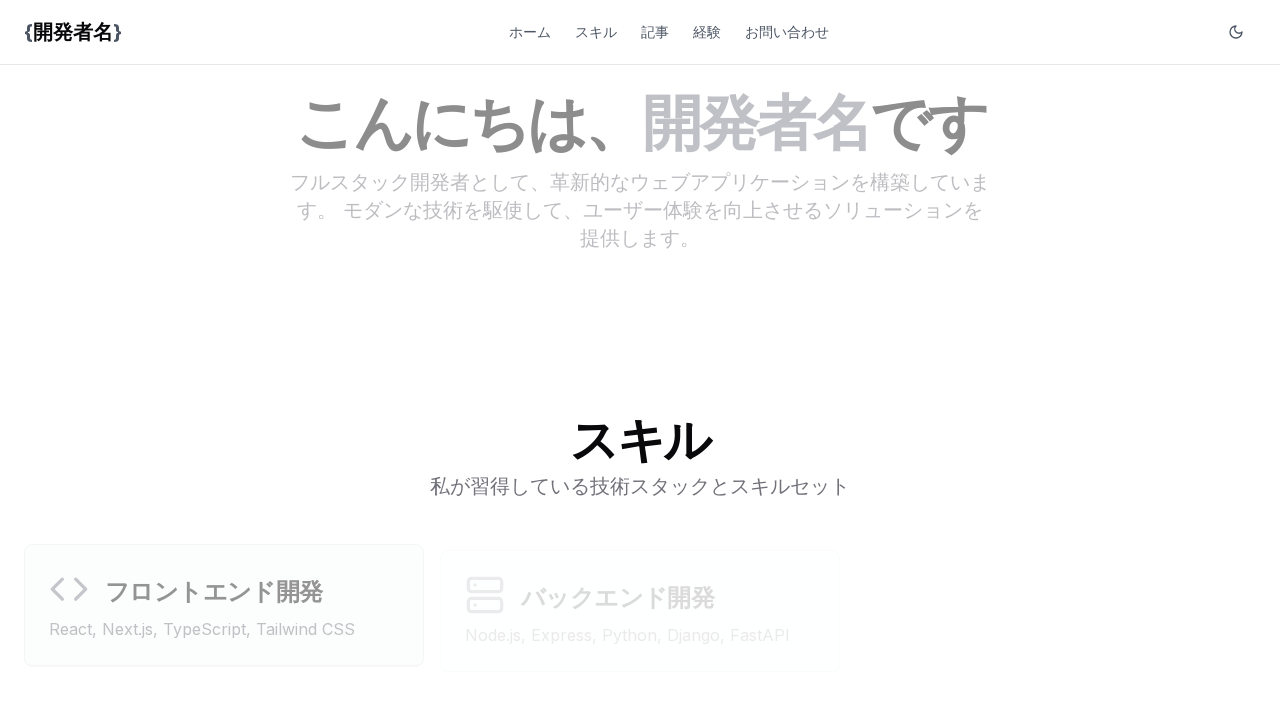 {開発者名}
ホーム
スキル
記事
経験
お問い合わせ
こんにちは、開発者名です
フルスタック開発者として、革新的なウェブアプリケーションを構築していま
す。 モダンな技術を駆使して、ユーザー体験を向上させるソリューションを
提供します。
スキル
私が習得している技術スタックとスキルセット
フロントエンド開発
React, Next.js, TypeScript, Tailwind CSS
バックエンド開発
Node.js, Express, Python, Django, FastAPI